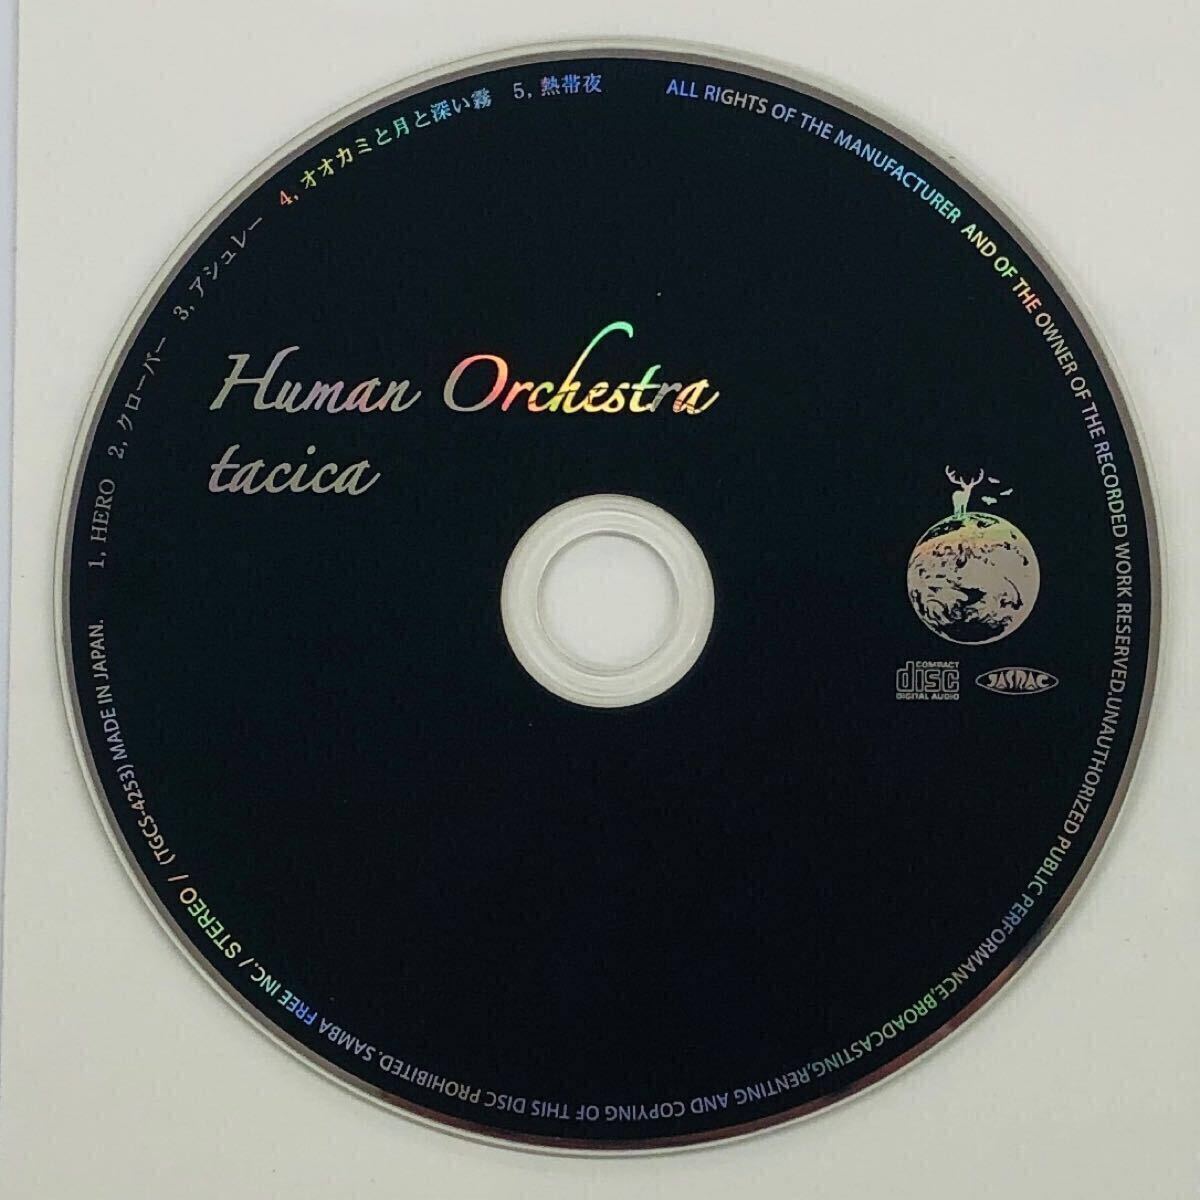 Human Orchestra
tacica
1, HERO 2, クローバー 3, アシュレー 4, オオカミと月と深い霧 5, 熱帯夜
ALL RIGHTS OF THE MANUFACTURER AND OF THE OWNER OF THE RECORDED WORK RESERVED.UNAUTHORIZED PUBLIC PERFORMANCE,BROADCASTING,RENTING AND COPYING OF THIS DISC PROHIBITED. SAMBA FREE INC. / STEREO / (TGCS-4253) MADE IN JAPAN.
COMPACT
disc
DIGITAL AUDIO
JASRAC